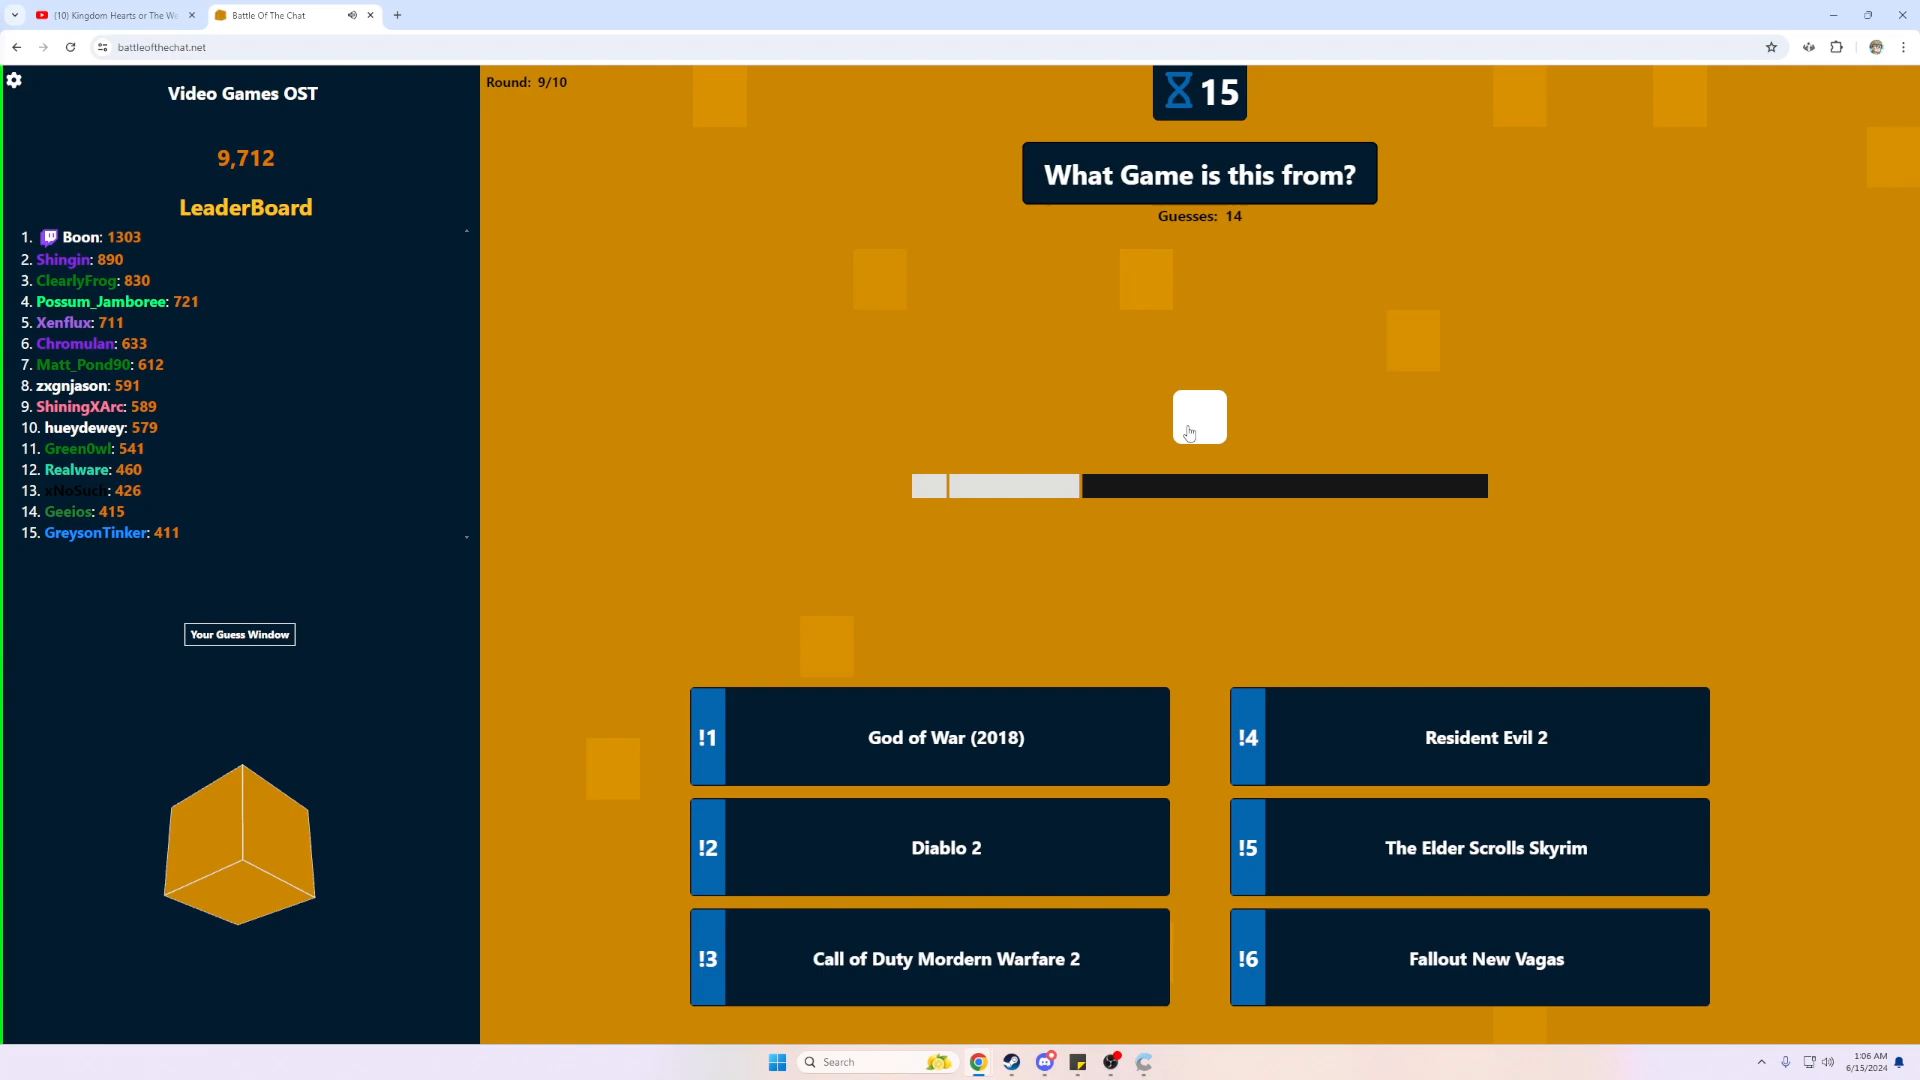 (10) Kingdom Hearts or The We
Battle Of The Chat
battleofthechat.net
Video Games OST
9,712
LeaderBoard
1. Boon: 1303
2. Shingin: 890
3. ClearlyFrog: 830
4. Possum_Jamboree: 721
5. Xenflux: 711
6. Chromulan: 633
7. Matt_Pond90: 612
8. zxgnjason: 591
9. ShiningXArc: 589
10. hueydewey: 579
11. Green0wl: 541
12. Realware: 460
13. xNoSuch: 426
14. Geeios: 415
15. GreysonTinker: 411
Your Guess Window
Round: 9/10
15
What Game is this from?
Guesses: 14
!1 God of War (2018)
!2 Diablo 2
!3 Call of Duty Mordern Warfare 2
!4 Resident Evil 2
!5 The Elder Scrolls Skyrim
!6 Fallout New Vagas
Search
1:06 AM
6/15/2024